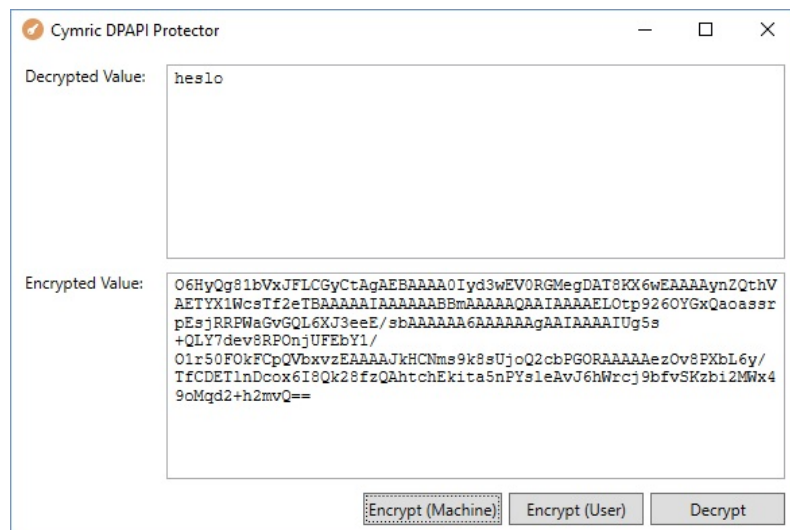 Cymric DPAPI Protector
Decrypted Value:
heslo
Encrypted Value:
O6HyQg81bVxJFLCGyCtAgAEBAAAA0Iyd3wEV0RGMegDAT8KX6wEAAAAynZQthV
AETYX1WcsTf2eTBAAAAAIAAAAAABBmAAAAAQAAIAAAAELOtp926OYGxQaoassr
pEsjRRPWaGvGQL6XJ3eeE/sbAAAAAA6AAAAAAgAAIAAAAIUg5s
+QLY7dev8RPOnjUFEbY1/
O1r50FOkFCpQVbxvzEAAAAJkHCNms9k8sUjoQ2cbPGORAAAAAezOv8PXbL6y/
TfCDETlnDcox6I8Qk28fzQAhtchEkita5nPYsleAvJ6hWrcj9bfvSKzbi2MWx4
9oMqd2+h2mvQ==
Encrypt (Machine)
Encrypt (User)
Decrypt